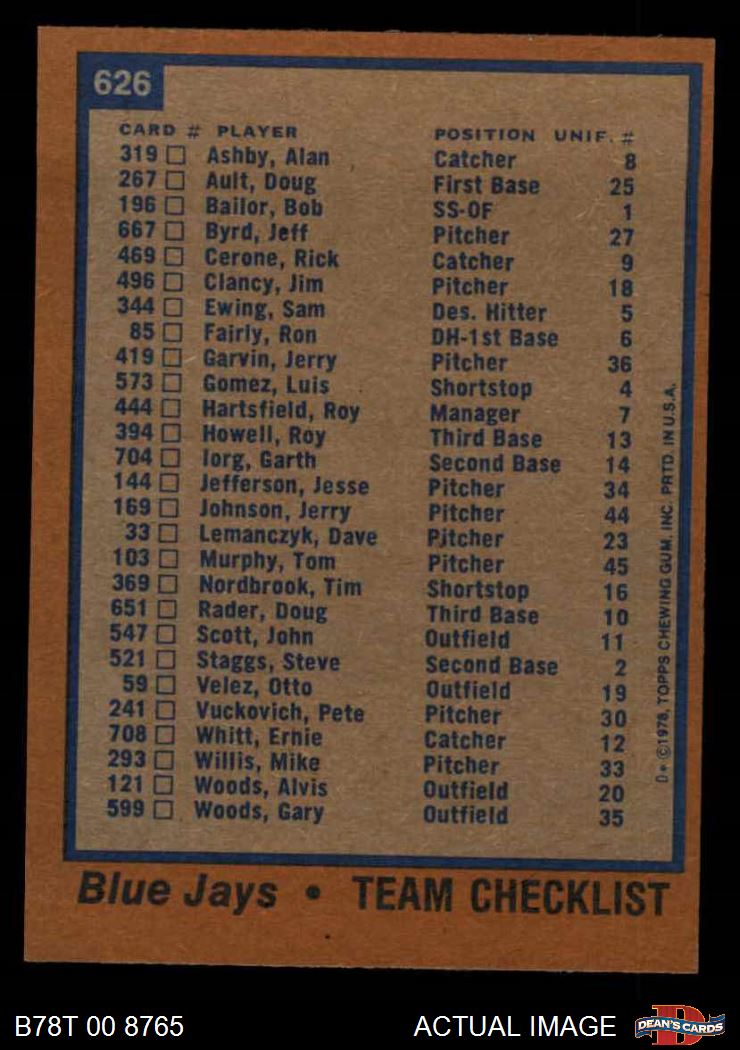 626
CARD # PLAYER POSITION UNIF. #
319 Ashby, Alan Catcher 8
267 Ault, Doug First Base 25
196 Bailor, Bob SS-OF 1
667 Byrd, Jeff Pitcher 27
469 Cerone, Rick Catcher 9
496 Clancy, Jim Pitcher 18
344 Ewing, Sam Des. Hitter 5
85 Fairly, Ron DH-1st Base 6
419 Garvin, Jerry Pitcher 36
573 Gomez, Luis Shortstop 4
444 Hartsfield, Roy Manager 7
394 Howell, Roy Third Base 13
704 Iorg, Garth Second Base 14
144 Jefferson, Jesse Pitcher 34
169 Johnson, Jerry Pitcher 44
33 Lemanczyk, Dave Pitcher 23
103 Murphy, Tom Pitcher 45
369 Nordbrook, Tim Shortstop 16
651 Rader, Doug Third Base 10
547 Scott, John Outfield 11
521 Staggs, Steve Second Base 2
59 Velez, Otto Outfield 19
241 Vuckovich, Pete Pitcher 30
708 Whitt, Ernie Catcher 12
293 Willis, Mike Pitcher 33
121 Woods, Alvis Outfield 20
599 Woods, Gary Outfield 35
D* ©1978, TOPPS CHEWING GUM, INC. PRTD. IN U.S.A.
Blue Jays • TEAM CHECKLIST
B78T 00 8765 ACTUAL IMAGE
D
DEAN'S CARDS